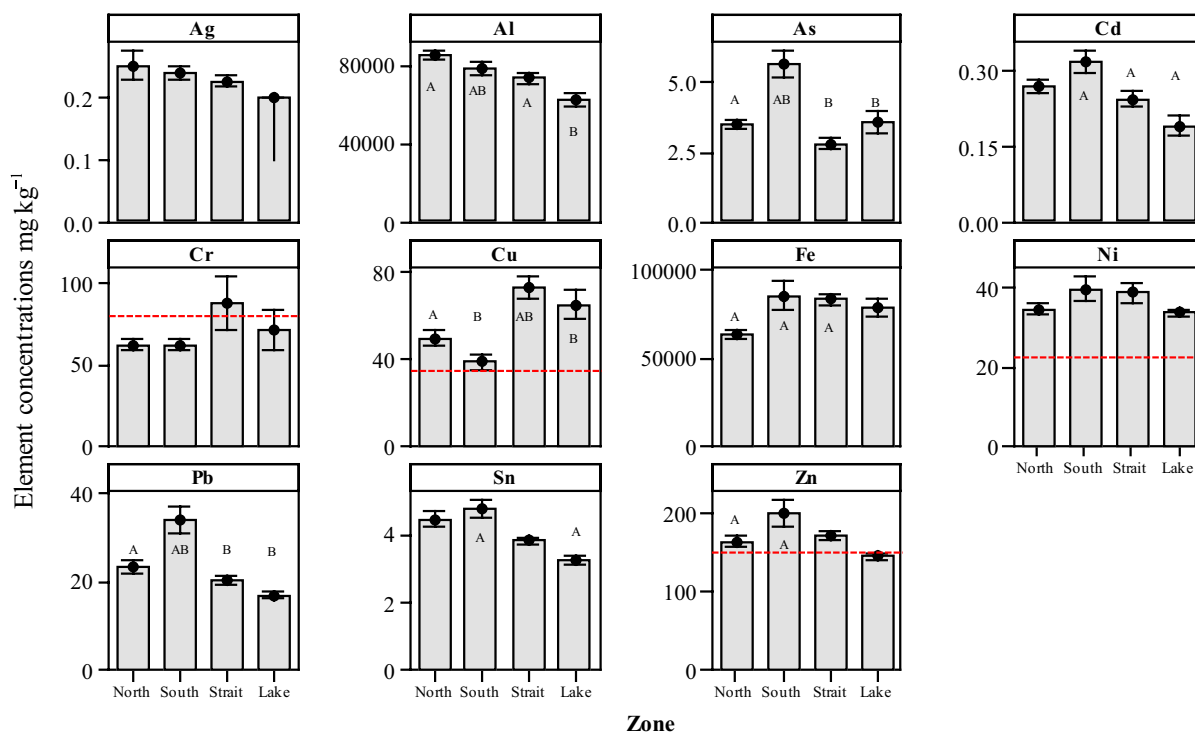 Element concentrations mg kg⁻¹
Ag
0.2
0.1
0.0
Al
80000
40000
0
A
AB
A
B
As
5.0
2.5
0.0
A
AB
B
B
Cd
0.30
0.15
0.00
A
A
A
Cr
100
50
0
Cu
80
40
0
A
B
AB
B
Fe
100000
50000
0
A
A
A
Ni
40
20
0
North South Strait Lake
Pb
40
20
0
A
AB
B
B
North South Strait Lake
Sn
4
2
0
A
A
North South Strait Lake
Zn
200
100
0
A
A
North South Strait Lake
Zone